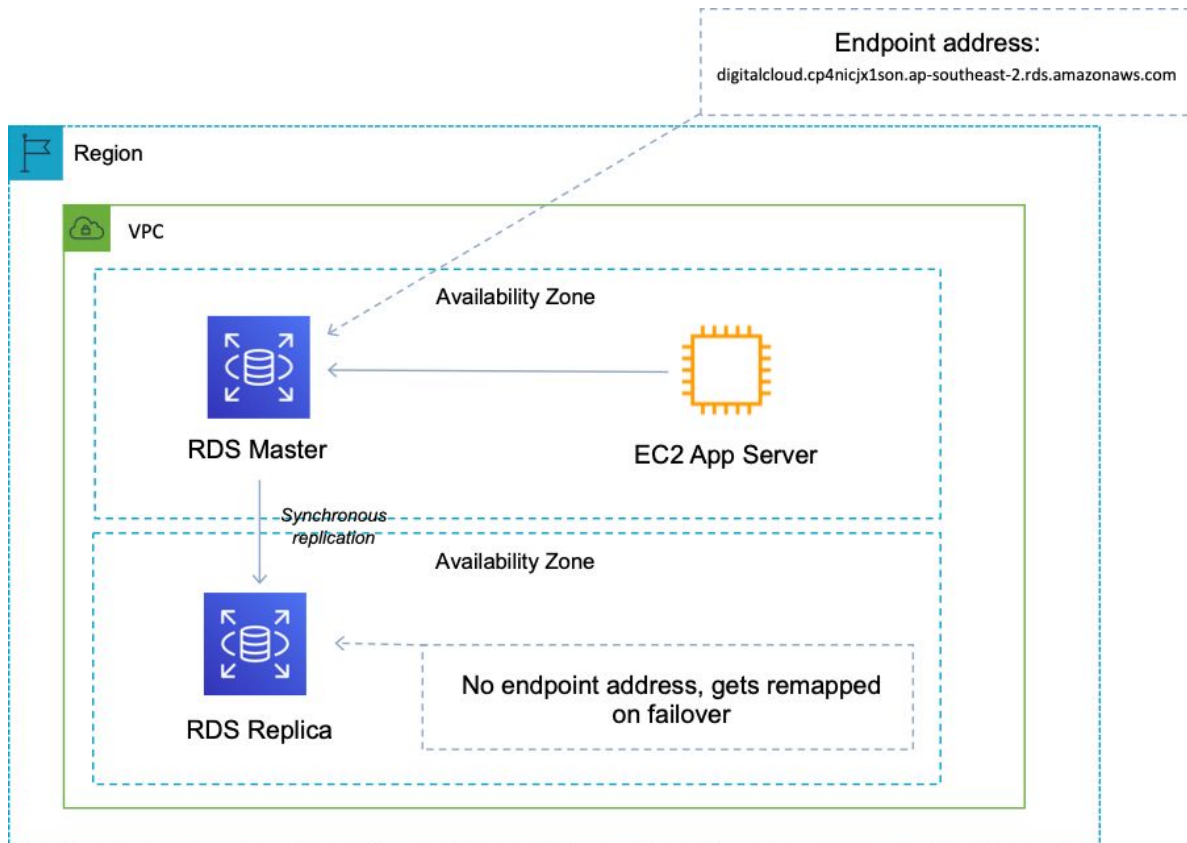 Endpoint address:
digitalcloud.cp4nicjx1son.ap-southeast-2.rds.amazonaws.com
Region
VPC
Availability Zone
RDS Master
EC2 App Server
Synchronous
replication
Availability Zone
No endpoint address, gets remapped
on failover
RDS Replica